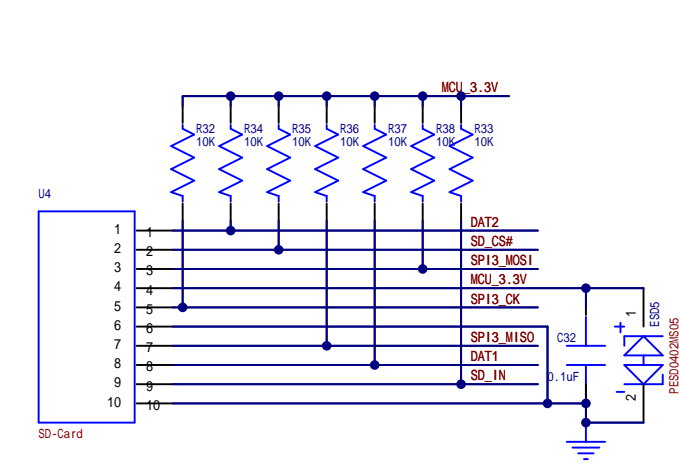 MCU_3.3V
R32 R34 R35 R36 R37 R38 R33
10K 10K 10K 10K 10K 10K 10K
U4
1 1 DAT2
2 2 SD_CS#
3 3 SPI3_MOSI
4 4 MCU_3.3V
5 5 SPI3_CK
6 6
7 7 SPI3_MISO
8 8 DAT1
9 9 SD_IN
10 10
SD-Card
C32
0.1uF
+ 1
- 2
ESD5
PESD0402MS05